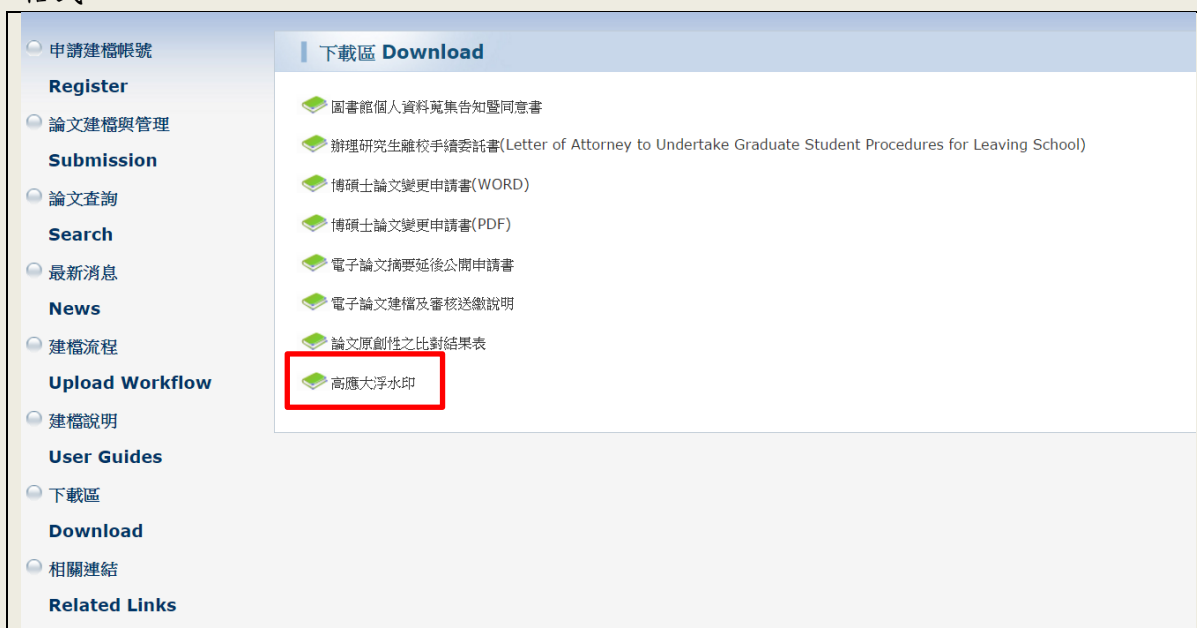 申請建檔帳號
Register
論文建檔與管理
Submission
論文查詢
Search
最新消息
News
建檔流程
Upload Workflow
建檔說明
User Guides
下載區
Download
相關連結
Related Links
下載區 Download
圖書館個人資料蒐集告知暨同意書
辦理研究生離校手續委託書(Letter of Attorney to Undertake Graduate Student Procedures for Leaving School)
博碩士論文變更申請書(WORD)
博碩士論文變更申請書(PDF)
電子論文摘要延後公開申請書
電子論文建檔及審核送繳說明
論文原創性之比對結果表
高應大浮水印